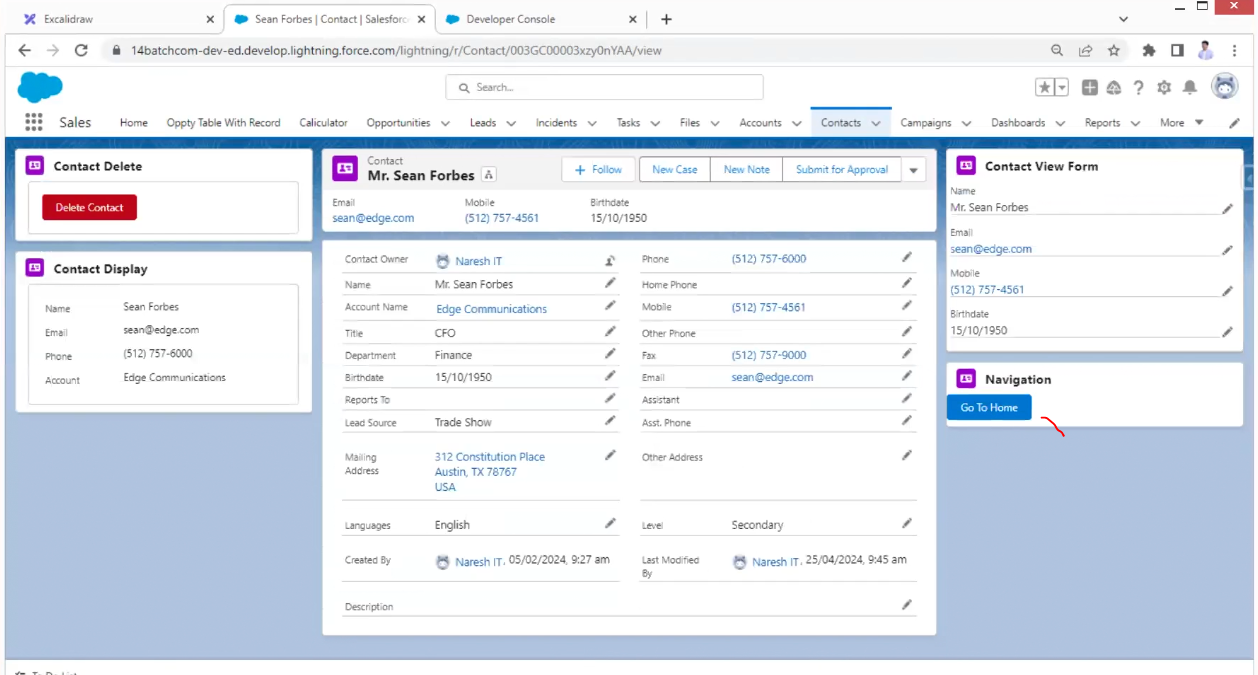 Excalidraw
Sean Forbes | Contact | Salesforc
Developer Console
14batchcom-dev-ed.develop.lightning.force.com/lightning/r/Contact/003GC00003xzy0nYAA/view
Search...
Sales Home Oppty Table With Record Calculator Opportunities Leads Incidents Tasks Files Accounts Contacts Campaigns Dashboards Reports More
Contact Delete
Delete Contact
Contact Display
Name Sean Forbes
Email sean@edge.com
Phone (512) 757-6000
Account Edge Communications
Contact
Mr. Sean Forbes
+ Follow New Case New Note Submit for Approval
Email Mobile Birthdate
sean@edge.com (512) 757-4561 15/10/1950
Contact Owner Naresh IT Phone (512) 757-6000
Name Mr. Sean Forbes Home Phone
Account Name Edge Communications Mobile (512) 757-4561
Title CFO Other Phone
Department Finance Fax (512) 757-9000
Birthdate 15/10/1950 Email sean@edge.com
Reports To Assistant
Lead Source Trade Show Asst. Phone
Mailing Address 312 Constitution Place Other Address
Austin, TX 78767
USA
Languages English Level Secondary
Created By Naresh IT, 05/02/2024, 9:27 am Last Modified By Naresh IT, 25/04/2024, 9:45 am
Description
Contact View Form
Name
Mr. Sean Forbes
Email
sean@edge.com
Mobile
(512) 757-4561
Birthdate
15/10/1950
Navigation
Go To Home
To Do List